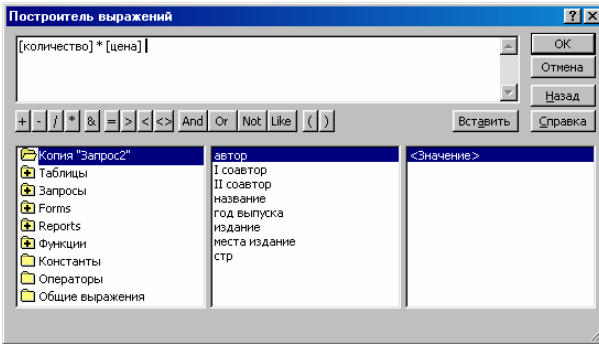 Построитель выражений
[количество] * [цена]
ОК
Отмена
Назад
Справка
+ - / * & = > < <> And Or Not Like ( ) Вставить
Копия "Запрос2"
Таблицы
Запросы
Forms
Reports
Функции
Константы
Операторы
Общие выражения
автор
I соавтор
II соавтор
название
год выпуска
издание
места издание
стр
<Значение>